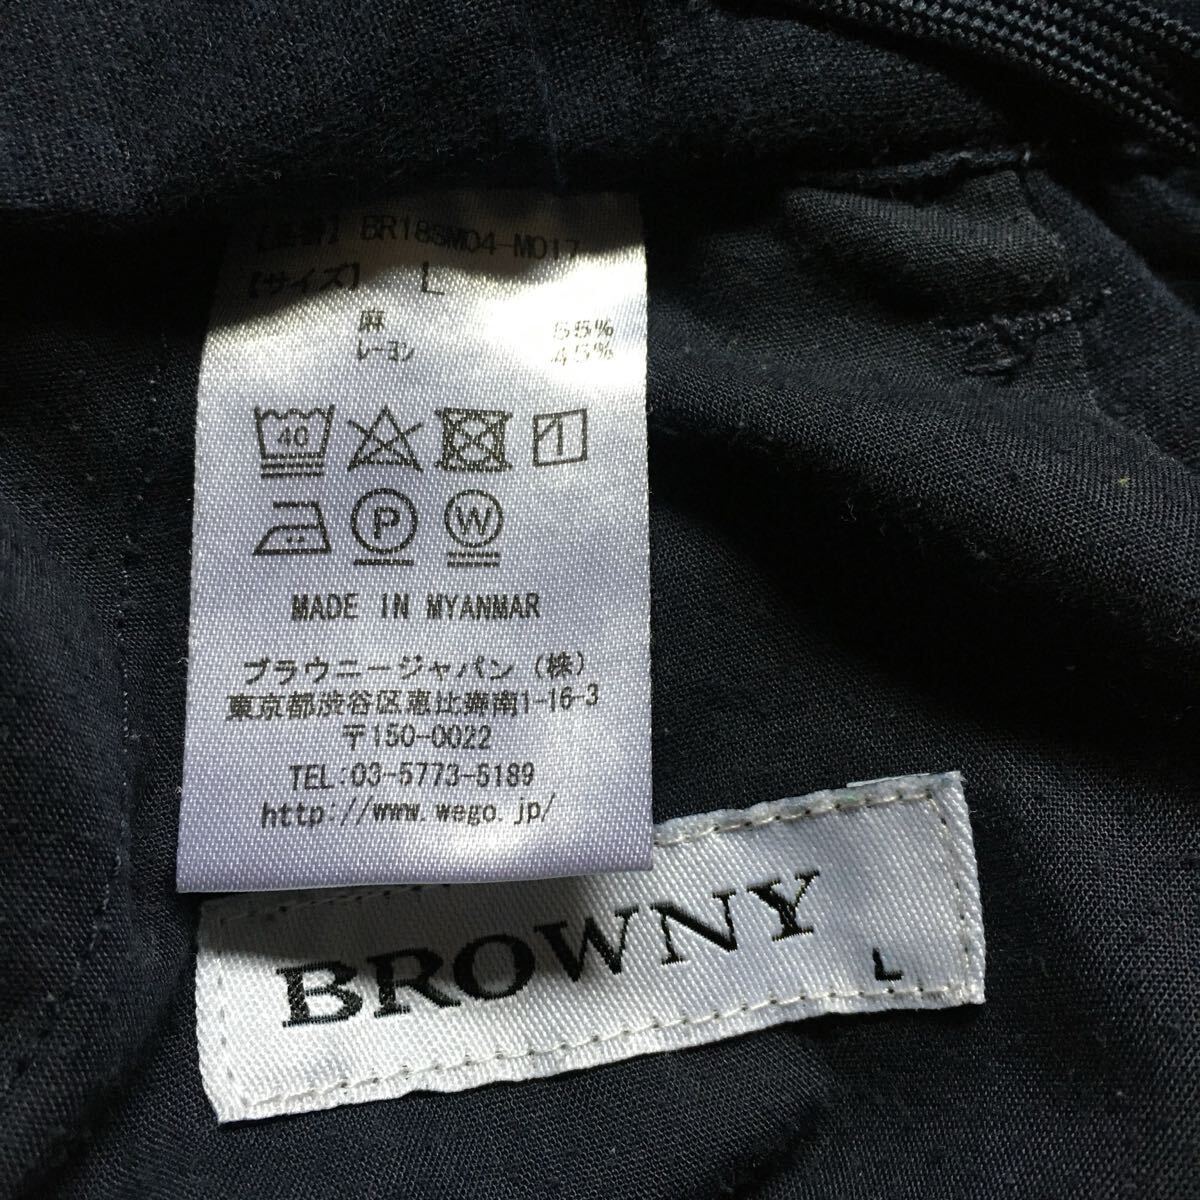 【品番】 BR18SM04-M017
【サイズ】 L
麻 55%
レーヨン 45%
40
P W
MADE IN MYANMAR
ブラウニージャパン(株)
東京都渋谷区恵比寿南1-16-3
〒150-0022
TEL:03-5773-5189
http://www.wego.jp/
BROWNY
L